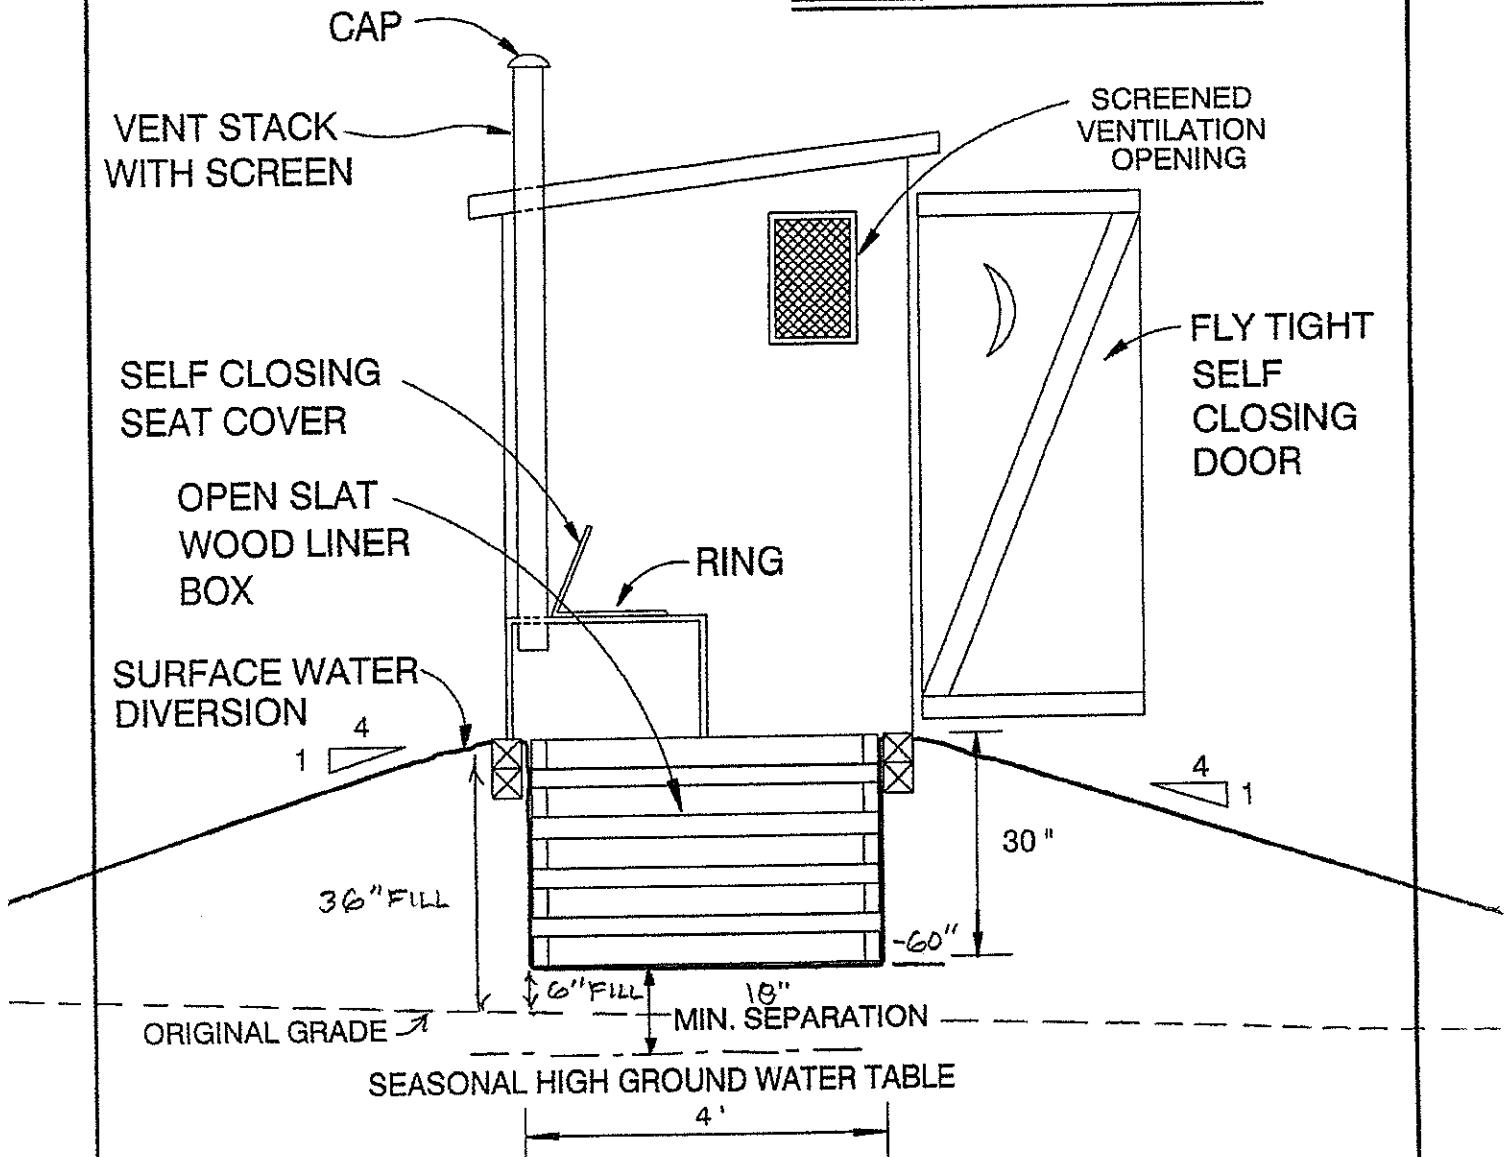 CAP
VENT STACK
WITH SCREEN
SCREENED
VENTILATION
OPENING
SELF CLOSING
SEAT COVER
FLY TIGHT
SELF
CLOSING
DOOR
OPEN SLAT
WOOD LINER
BOX
RING
SURFACE WATER
DIVERSION
4
1
4
1
30"
36" FILL
-60"
6" FILL
18"
MIN. SEPARATION
ORIGINAL GRADE
SEASONAL HIGH GROUND WATER TABLE
4'